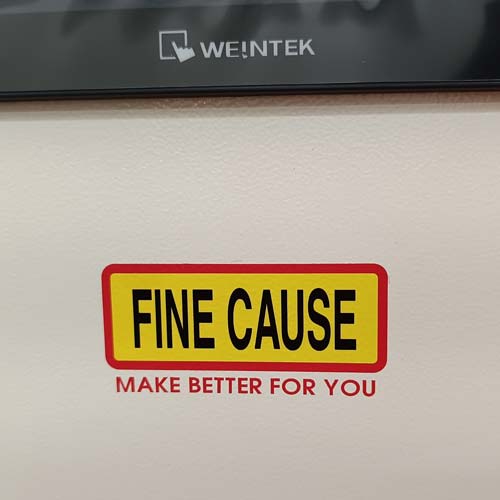 WEINTEK
FINE CAUSE
MAKE BETTER FOR YOU